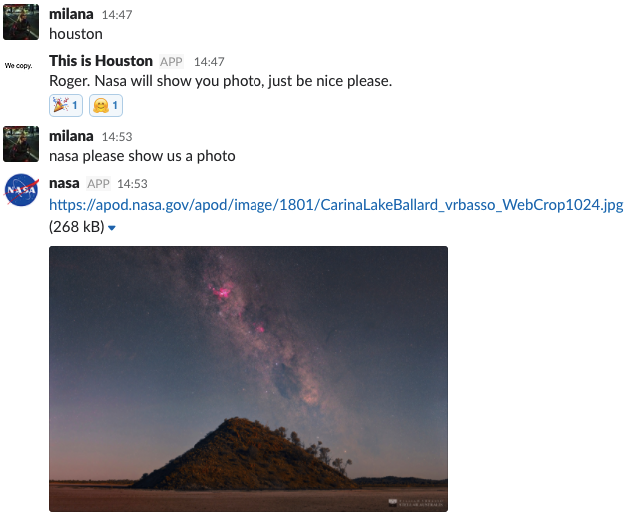 milana 14:47
houston
We copy.
This is Houston APP 14:47
Roger. Nasa will show you photo, just be nice please.
1 1
milana 14:53
nasa please show us a photo
NASA
nasa APP 14:53
https://apod.nasa.gov/apod/image/1801/CarinaLakeBallard_vrbasso_WebCrop1024.jpg
(268 kB)